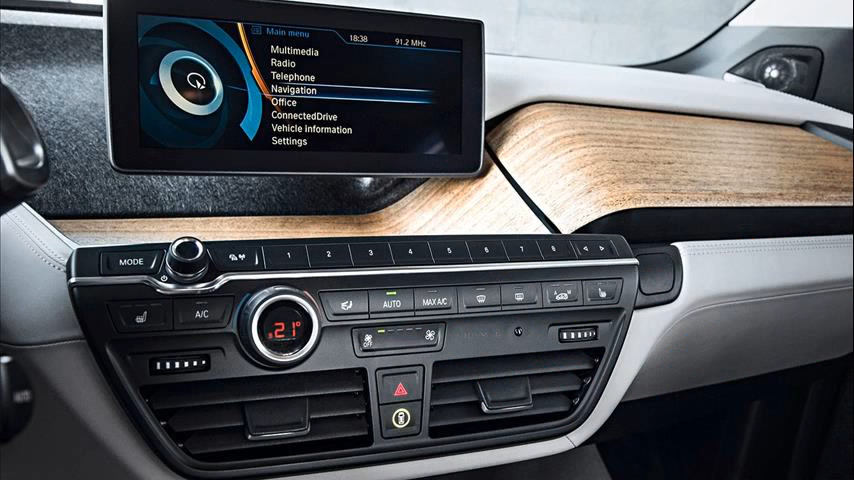 Main menu 18:38 91.2 MHz
Multimedia
Radio
Telephone
Navigation
Office
ConnectedDrive
Vehicle information
Settings
MODE 1 2 3 4 5 6 7 8
A/C 21° AUTO MAX A/C A M
OFF